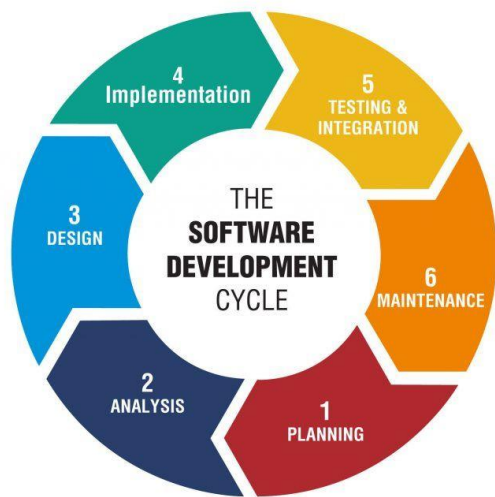 THE
SOFTWARE
DEVELOPMENT
CYCLE
1
PLANNING
2
ANALYSIS
3
DESIGN
4
Implementation
5
TESTING &
INTEGRATION
6
MAINTENANCE